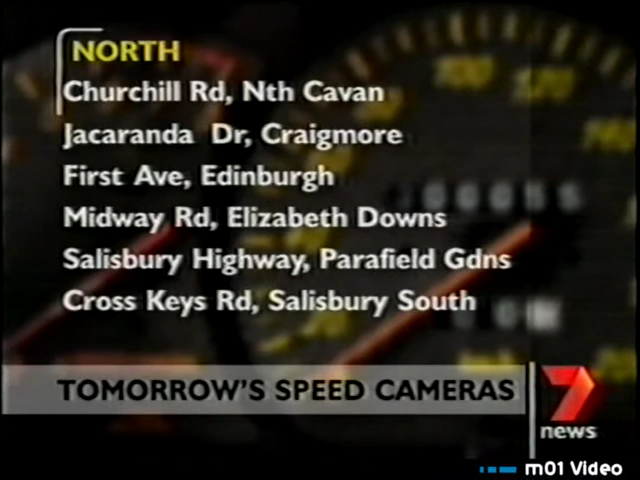 NORTH
Churchill Rd, Nth Cavan
Jacaranda Dr, Craigmore
First Ave, Edinburgh
Midway Rd, Elizabeth Downs
Salisbury Highway, Parafield Gdns
Cross Keys Rd, Salisbury South
TOMORROW'S SPEED CAMERAS
7
news
m01 Video